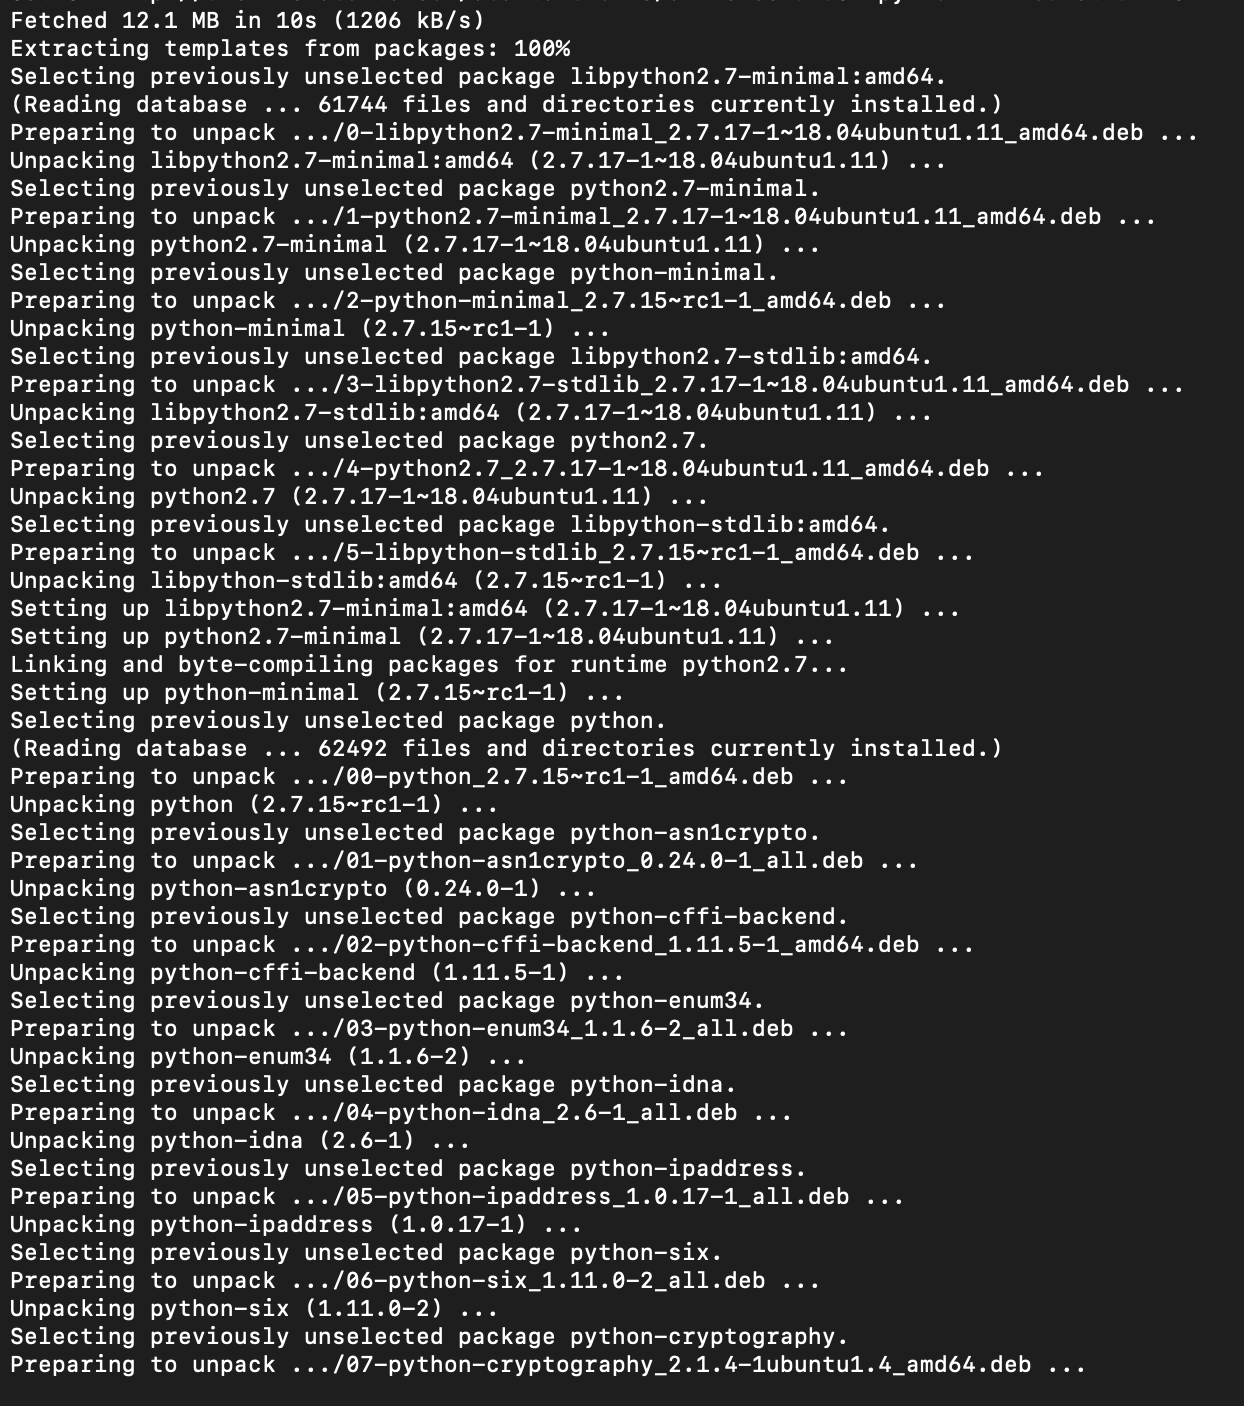 Fetched 12.1 MB in 10s (1206 kB/s)
Extracting templates from packages: 100%
Selecting previously unselected package libpython2.7-minimal:amd64.
(Reading database ... 61744 files and directories currently installed.)
Preparing to unpack .../0-libpython2.7-minimal_2.7.17-1~18.04ubuntu1.11_amd64.deb ...
Unpacking libpython2.7-minimal:amd64 (2.7.17-1~18.04ubuntu1.11) ...
Selecting previously unselected package python2.7-minimal.
Preparing to unpack .../1-python2.7-minimal_2.7.17-1~18.04ubuntu1.11_amd64.deb ...
Unpacking python2.7-minimal (2.7.17-1~18.04ubuntu1.11) ...
Selecting previously unselected package python-minimal.
Preparing to unpack .../2-python-minimal_2.7.15~rc1-1_amd64.deb ...
Unpacking python-minimal (2.7.15~rc1-1) ...
Selecting previously unselected package libpython2.7-stdlib:amd64.
Preparing to unpack .../3-libpython2.7-stdlib_2.7.17-1~18.04ubuntu1.11_amd64.deb ...
Unpacking libpython2.7-stdlib:amd64 (2.7.17-1~18.04ubuntu1.11) ...
Selecting previously unselected package python2.7.
Preparing to unpack .../4-python2.7_2.7.17-1~18.04ubuntu1.11_amd64.deb ...
Unpacking python2.7 (2.7.17-1~18.04ubuntu1.11) ...
Selecting previously unselected package libpython-stdlib:amd64.
Preparing to unpack .../5-libpython-stdlib_2.7.15~rc1-1_amd64.deb ...
Unpacking libpython-stdlib:amd64 (2.7.15~rc1-1) ...
Setting up libpython2.7-minimal:amd64 (2.7.17-1~18.04ubuntu1.11) ...
Setting up python2.7-minimal (2.7.17-1~18.04ubuntu1.11) ...
Linking and byte-compiling packages for runtime python2.7...
Setting up python-minimal (2.7.15~rc1-1) ...
Selecting previously unselected package python.
(Reading database ... 62492 files and directories currently installed.)
Preparing to unpack .../00-python_2.7.15~rc1-1_amd64.deb ...
Unpacking python (2.7.15~rc1-1) ...
Selecting previously unselected package python-asn1crypto.
Preparing to unpack .../01-python-asn1crypto_0.24.0-1_all.deb ...
Unpacking python-asn1crypto (0.24.0-1) ...
Selecting previously unselected package python-cffi-backend.
Preparing to unpack .../02-python-cffi-backend_1.11.5-1_amd64.deb ...
Unpacking python-cffi-backend (1.11.5-1) ...
Selecting previously unselected package python-enum34.
Preparing to unpack .../03-python-enum34_1.1.6-2_all.deb ...
Unpacking python-enum34 (1.1.6-2) ...
Selecting previously unselected package python-idna.
Preparing to unpack .../04-python-idna_2.6-1_all.deb ...
Unpacking python-idna (2.6-1) ...
Selecting previously unselected package python-ipaddress.
Preparing to unpack .../05-python-ipaddress_1.0.17-1_all.deb ...
Unpacking python-ipaddress (1.0.17-1) ...
Selecting previously unselected package python-six.
Preparing to unpack .../06-python-six_1.11.0-2_all.deb ...
Unpacking python-six (1.11.0-2) ...
Selecting previously unselected package python-cryptography.
Preparing to unpack .../07-python-cryptography_2.1.4-1ubuntu1.4_amd64.deb ...